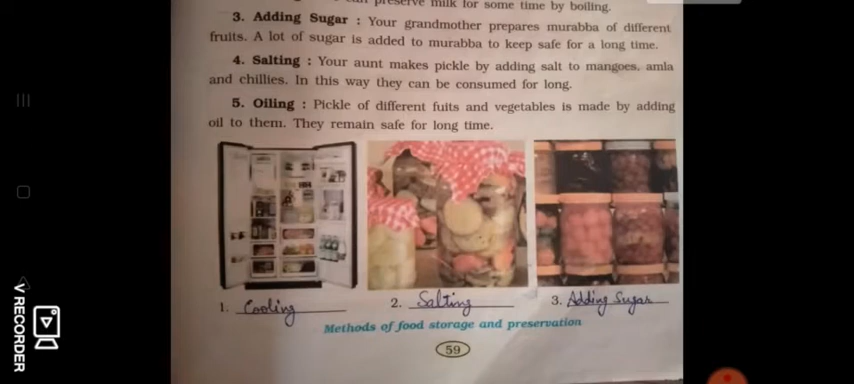 preserve milk for some time by boiling.
3. Adding Sugar : Your grandmother prepares murabba of different
fruits. A lot of sugar is added to murabba to keep safe for a long time.
4. Salting : Your aunt makes pickle by adding salt to mangoes, amla
and chillies. In this way they can be consumed for long.
5. Oiling : Pickle of different fuits and vegetables is made by adding
oil to them. They remain safe for long time.
1. Cooling
2. Salting
3. Adding Sugar
Methods of food storage and preservation
59
V RECORDER